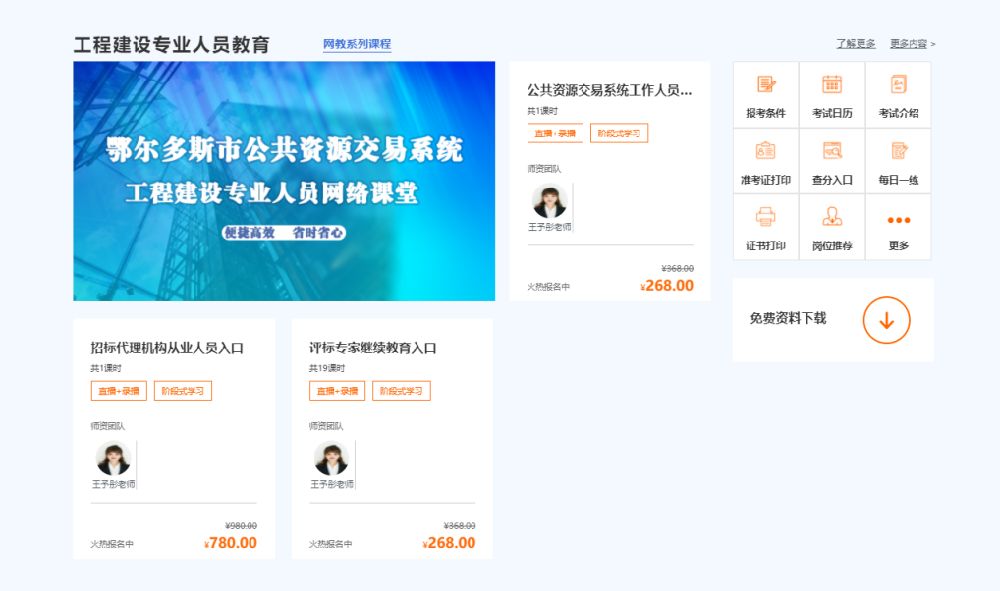 工程建设专业人员教育
网教系列课程
了解更多 更多内容 >
鄂尔多斯市公共资源交易系统
工程建设专业人员网络课堂
便捷高效 省时省心
公共资源交易系统工作人员...
共1课时
直播+录播 阶段式学习
师资团队
王予彤老师
¥368.00
火热报名中 ¥268.00
报考条件 考试日历 考试介绍
准考证打印 查分入口 每日一练
证书打印 岗位推荐 更多
免费资料下载
招标代理机构从业人员入口
共1课时
直播+录播 阶段式学习
师资团队
王予彤老师
¥980.00
火热报名中 ¥780.00
评标专家继续教育入口
共19课时
直播+录播 阶段式学习
师资团队
王予彤老师
¥368.00
火热报名中 ¥268.00